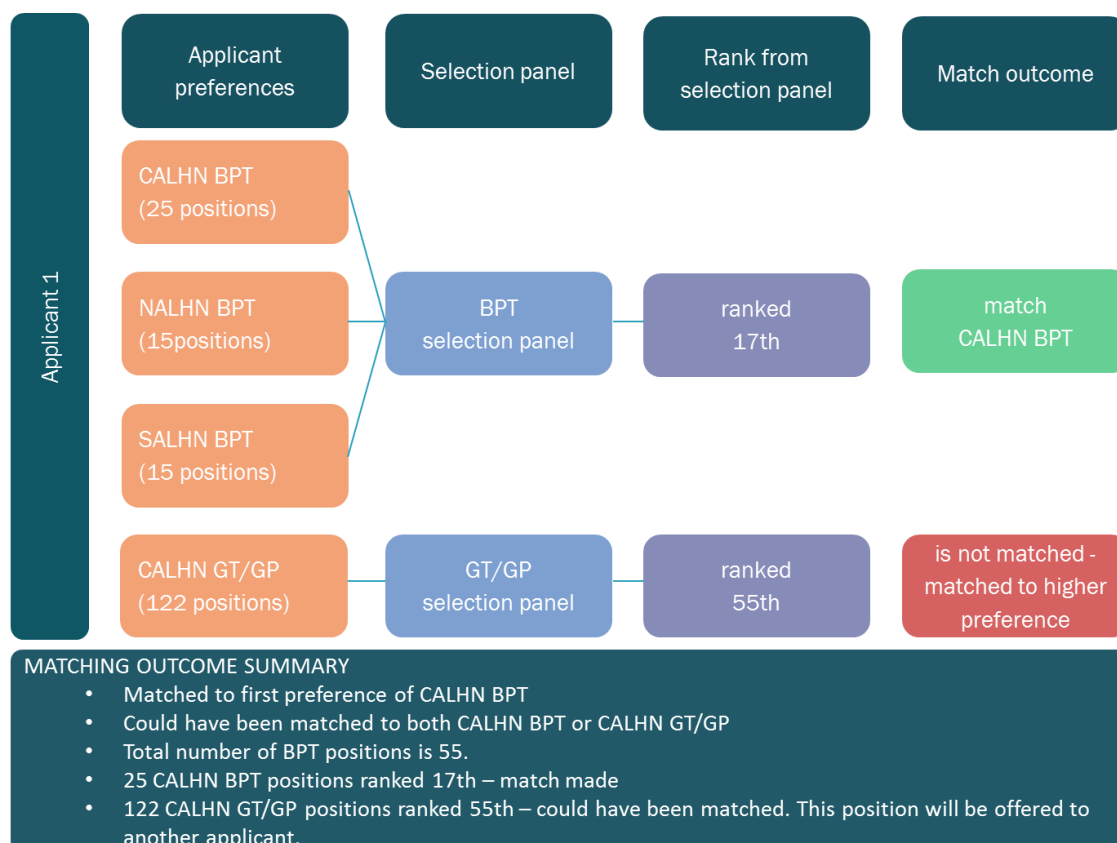 Applicant
preferences
Selection panel
Rank from
selection panel
Match outcome
Applicant 1
CALHN BPT
(25 positions)
NALHN BPT
(15positions)
SALHN BPT
(15 positions)
BPT
selection panel
ranked
17th
match
CALHN BPT
CALHN GT/GP
(122 positions)
GT/GP
selection panel
ranked
55th
is not matched -
matched to higher
preference
MATCHING OUTCOME SUMMARY
• Matched to first preference of CALHN BPT
• Could have been matched to both CALHN BPT or CALHN GT/GP
• Total number of BPT positions is 55.
• 25 CALHN BPT positions ranked 17th – match made
• 122 CALHN GT/GP positions ranked 55th – could have been matched. This position will be offered to
another applicant.